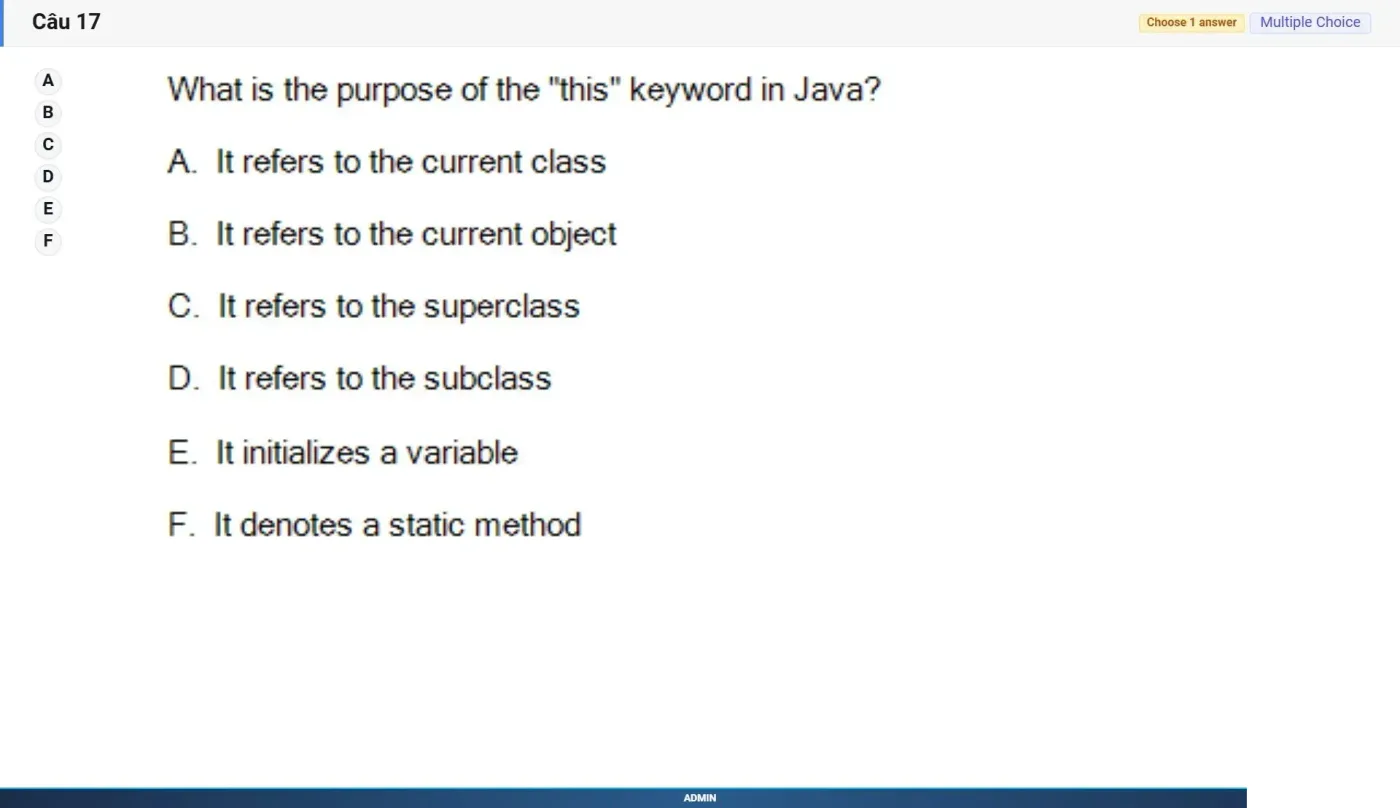 Câu 17
Choose 1 answer
Multiple Choice
A
B
C
D
E
F
What is the purpose of the "this" keyword in Java?
A. It refers to the current class
B. It refers to the current object
C. It refers to the superclass
D. It refers to the subclass
E. It initializes a variable
F. It denotes a static method
ADMIN